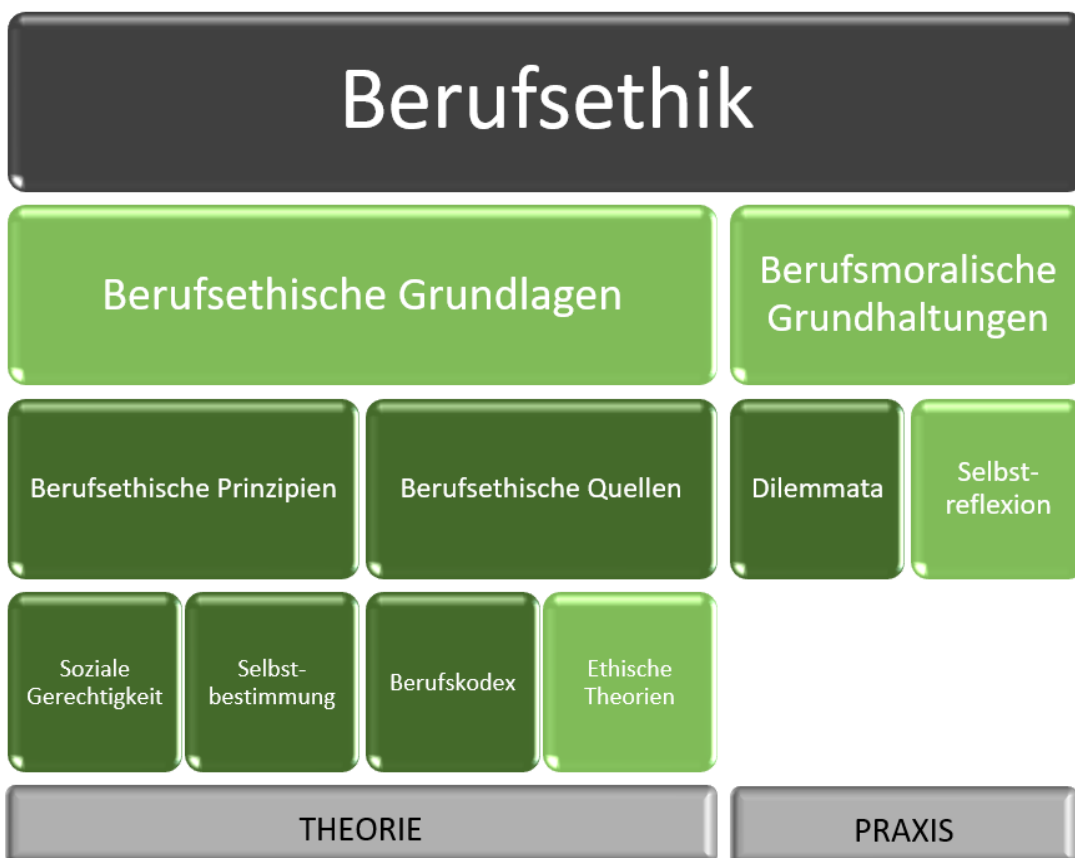 Berufsethik
Berufsethische Grundlagen
Berufsmoralische
Grundhaltungen
Berufsethische Prinzipien
Berufsethische Quellen
Dilemmata
Selbst-
reflexion
Soziale
Gerechtigkeit
Selbst-
bestimmung
Berufskodex
Ethische
Theorien
THEORIE
PRAXIS